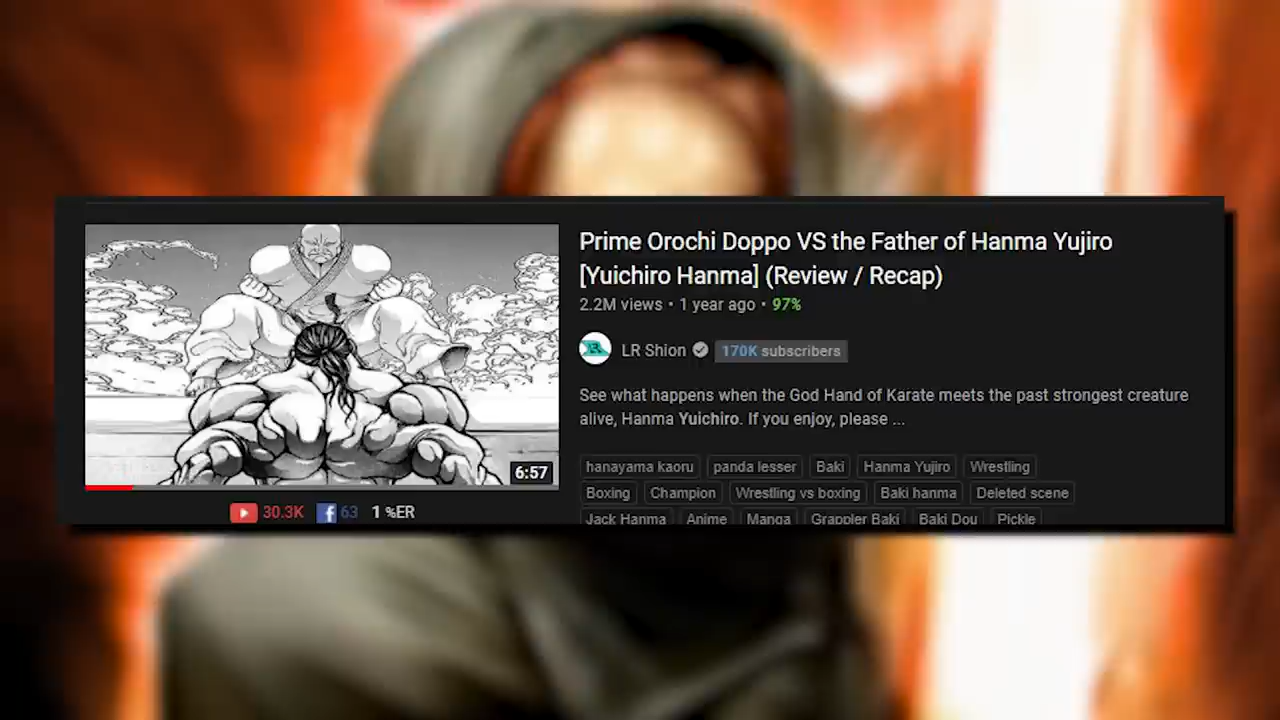 Prime Orochi Doppo VS the Father of Hanma Yujiro
[Yuichiro Hanma] (Review / Recap)
2.2M views • 1 year ago • 97%
LR Shion 170K subscribers
See what happens when the God Hand of Karate meets the past strongest creature
alive, Hanma Yuichiro. If you enjoy, please ...
hanayama kaoru panda lesser Baki Hanma Yujiro Wrestling
6:57
Boxing Champion Wrestling vs boxing Baki hanma Deleted scene
30.3K f 63 1 %ER
Jack Hanma Anime Manga Grappler Baki Baki Dou Pickle